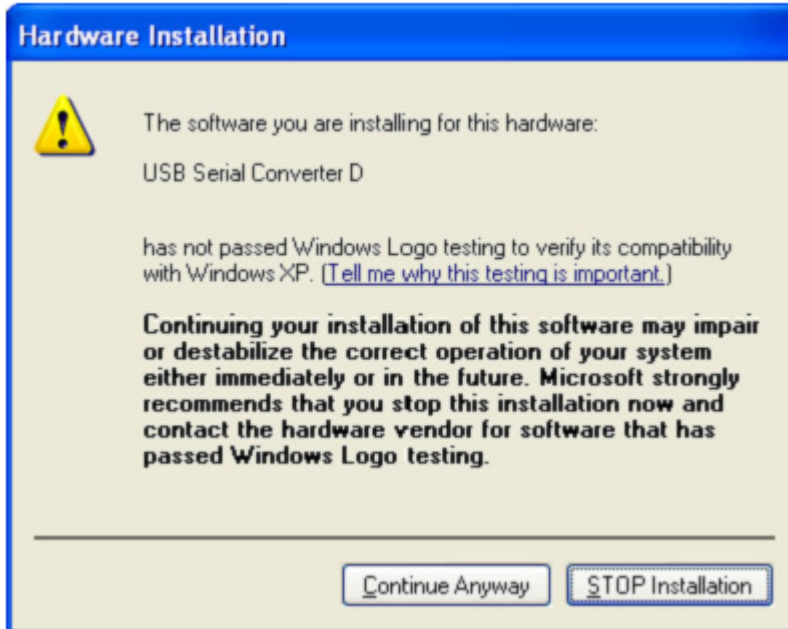 Hardware Installation
The software you are installing for this hardware:
USB Serial Converter D
has not passed Windows Logo testing to verify its compatibility
with Windows XP. (Tell me why this testing is important.)
Continuing your installation of this software may impair
or destabilize the correct operation of your system
either immediately or in the future. Microsoft strongly
recommends that you stop this installation now and
contact the hardware vendor for software that has
passed Windows Logo testing.
Continue Anyway
STOP Installation